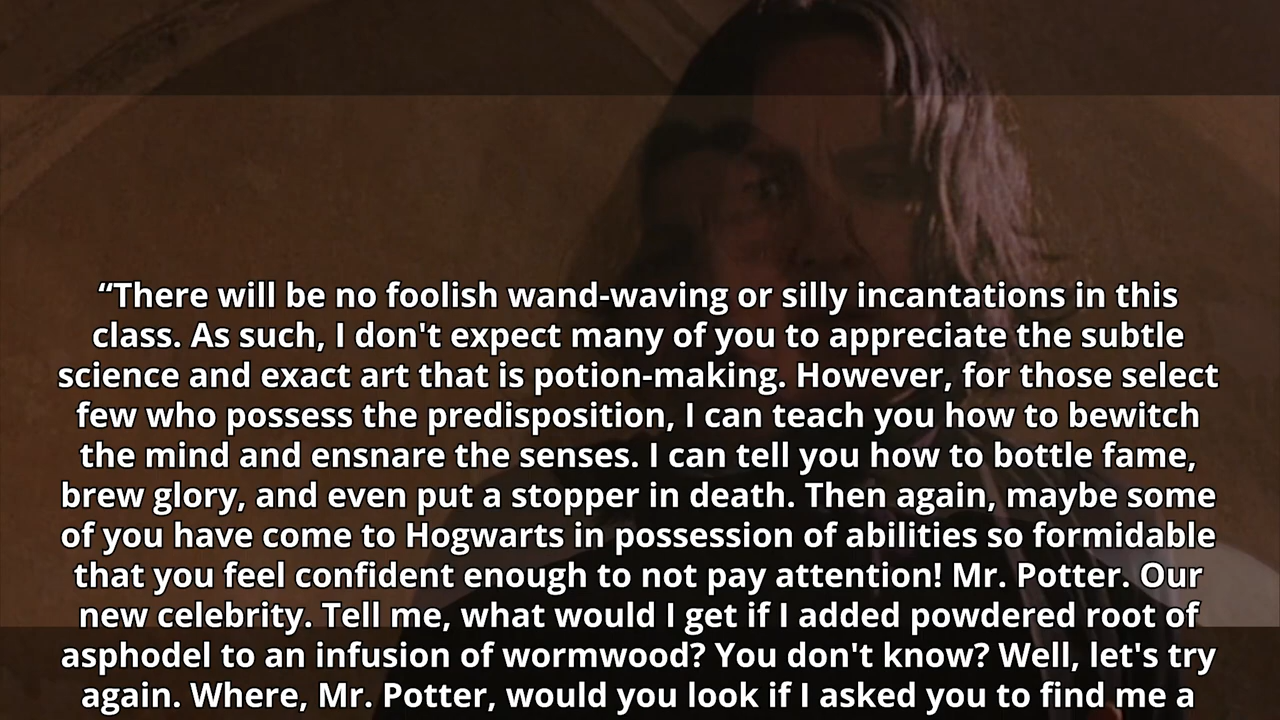 “There will be no foolish wand-waving or silly incantations in this
class. As such, I don't expect many of you to appreciate the subtle
science and exact art that is potion-making. However, for those select
few who possess the predisposition, I can teach you how to bewitch
the mind and ensnare the senses. I can tell you how to bottle fame,
brew glory, and even put a stopper in death. Then again, maybe some
of you have come to Hogwarts in possession of abilities so formidable
that you feel confident enough to not pay attention! Mr. Potter. Our
new celebrity. Tell me, what would I get if I added powdered root of
asphodel to an infusion of wormwood? You don't know? Well, let's try
again. Where, Mr. Potter, would you look if I asked you to find me a